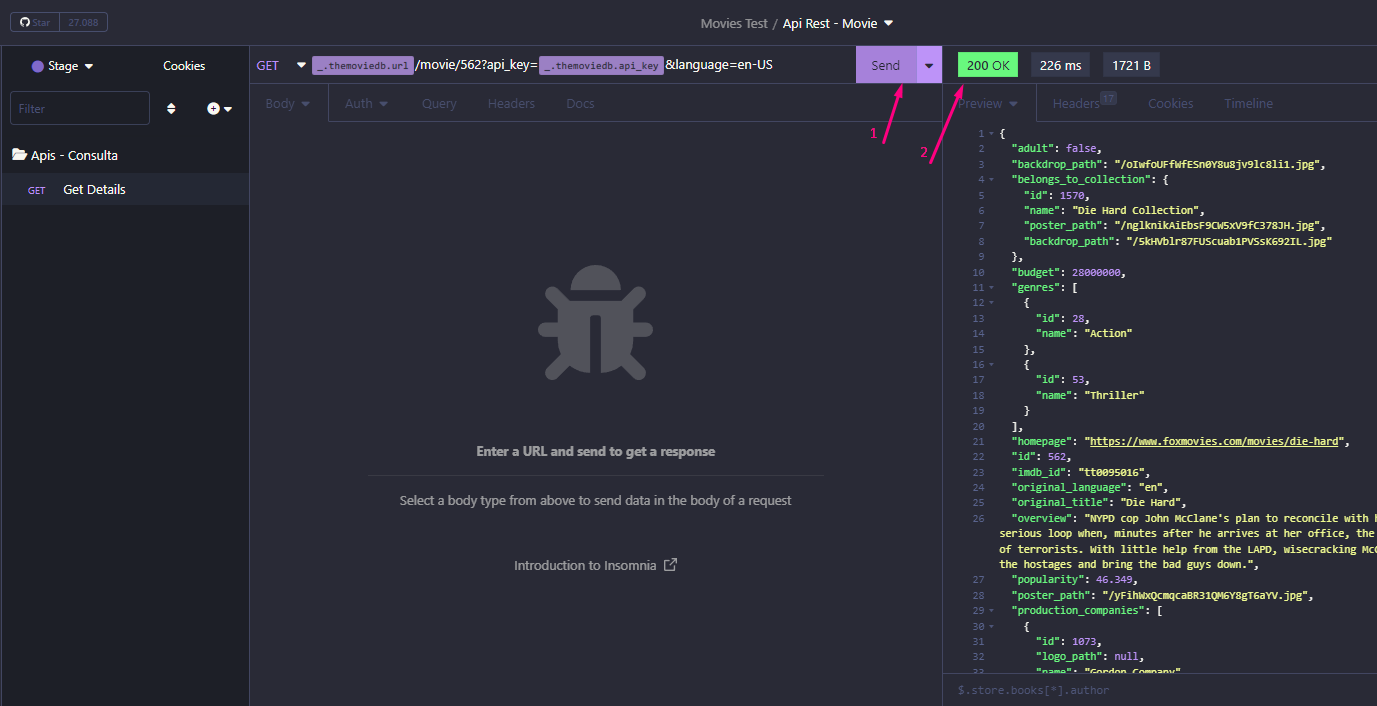 Star 27.088
Movies Test / Api Rest - Movie
Stage
Cookies
Filter
Apis - Consulta
GET Get Details
GET _.themoviedb.url /movie/562?api_key= _.themoviedb.api_key &language=en-US
Send
Body
Auth
Query
Headers
Docs
1
2
Enter a URL and send to get a response
Select a body type from above to send data in the body of a request
Introduction to Insomnia
200 OK
226 ms
1721 B
Preview
Headers 17
Cookies
Timeline
1 {
2 "adult": false,
3 "backdrop_path": "/oIwfoUFfWfESn0Y8u8jv9lc8li1.jpg",
4 "belongs_to_collection": {
5 "id": 1570,
6 "name": "Die Hard Collection",
7 "poster_path": "/nglknikAiEbsF9CW5xV9fC378JH.jpg",
8 "backdrop_path": "/5kHVblr87FUScuab1PVSsK692IL.jpg"
9 },
10 "budget": 28000000,
11 "genres": [
12 {
13 "id": 28,
14 "name": "Action"
15 },
16 {
17 "id": 53,
18 "name": "Thriller"
19 }
20 ],
21 "homepage": "https://www.foxmovies.com/movies/die-hard",
22 "id": 562,
23 "imdb_id": "tt0095016",
24 "original_language": "en",
25 "original_title": "Die Hard",
26 "overview": "NYPD cop John McClane's plan to reconcile with
serious loop when, minutes after he arrives at her office, the
of terrorists. With little help from the LAPD, wisecracking
the hostages and bring the bad guys down.",
27 "popularity": 46.349,
28 "poster_path": "/yFihWxQcmqcaBR31QM6Y8gT6aYV.jpg",
29 "production_companies": [
30 {
31 "id": 1073,
32 "logo_path": null,
33 "name": "Gordon Company"
$.store.books[*].author